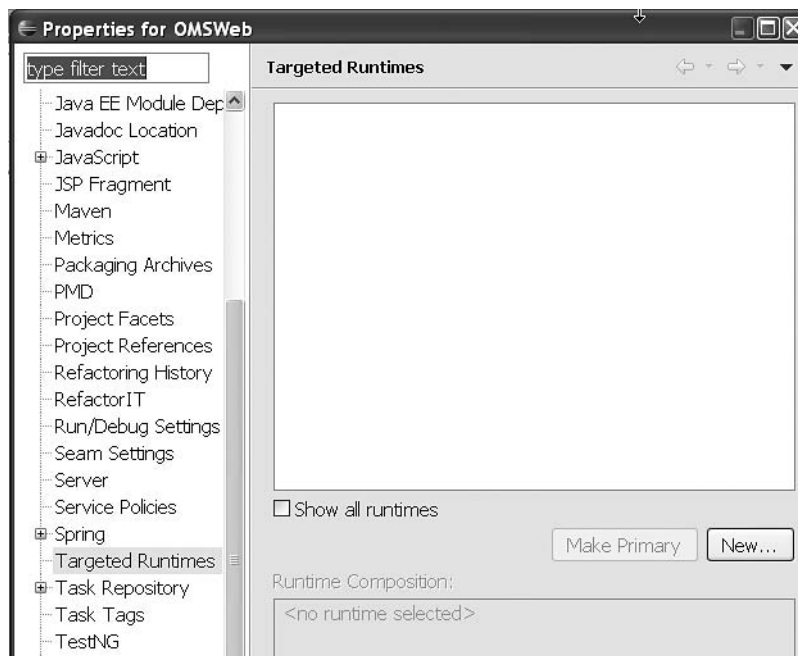 Properties for OMSWeb
type filter text
Java EE Module Dep
Javadoc Location
JavaScript
JSP Fragment
Maven
Metrics
Packaging Archives
PMD
Project Facets
Project References
Refactoring History
RefactorIT
Run/Debug Settings
Seam Settings
Server
Service Policies
Spring
Targeted Runtimes
Task Repository
Task Tags
TestNG
Targeted Runtimes
Show all runtimes
Make Primary
New...
Runtime Composition:
<no runtime selected>